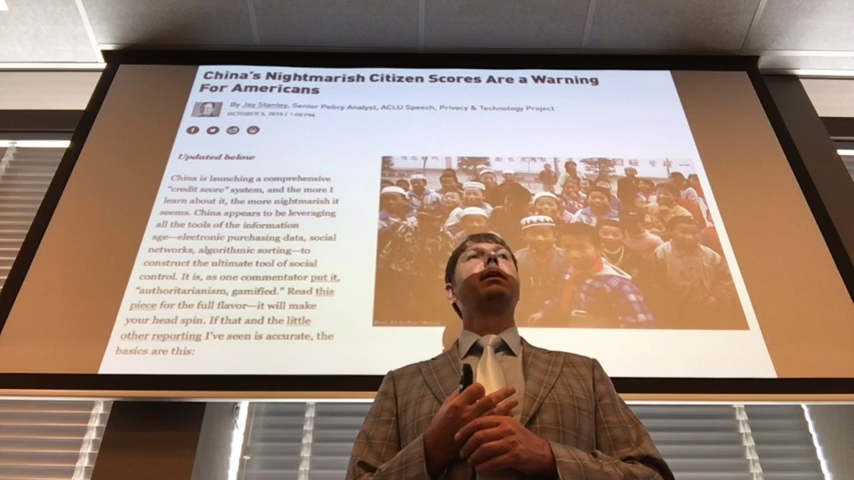 China's Nightmarish Citizen Scores Are a Warning
For Americans
By Jay Stanley, Senior Policy Analyst, ACLU Speech, Privacy & Technology Project
OCTOBER 5, 2015 | 1:00 PM
Updated below
China is launching a comprehensive
"credit score" system, and the more I
learn about it, the more nightmarish it
seems. China appears to be leveraging
all the tools of the information
age—electronic purchasing data, social
networks, algorithmic sorting—to
construct the ultimate tool of social
control. It is, as one commentator put it,
"authoritarianism, gamified." Read this
piece for the full flavor—it will make
your head spin. If that and the little
other reporting I've seen is accurate, the
basics are this: